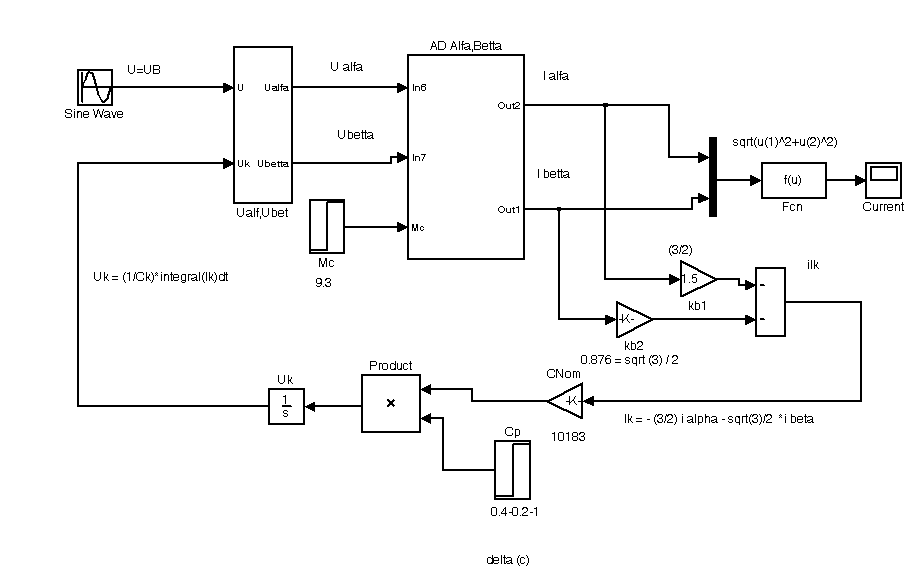 AD Alfa,Betta
U=UB
U alfa
I alfa
U
Ualfa
In6
Out2
Sine Wave
Ubetta
sqrt(u(1)^2+u(2)^2)
Uk
Ubetta
In7
I betta
f(u)
Out1
Ualf,Ubet
Fcn
Current
Mc
Mc
9.3
(3/2)
ilk
Uk = (1/Ck)*integral(Ik)dt
1.5
-
kb1
-K-
-
kb2
0.876 = sqrt (3) / 2
Product
CNom
Uk
1
s
×
-K-
Ik = - (3/2) i alpha - sqrt(3)/2 * i beta
Cp
10183
0.4-0.2-1
delta (c)